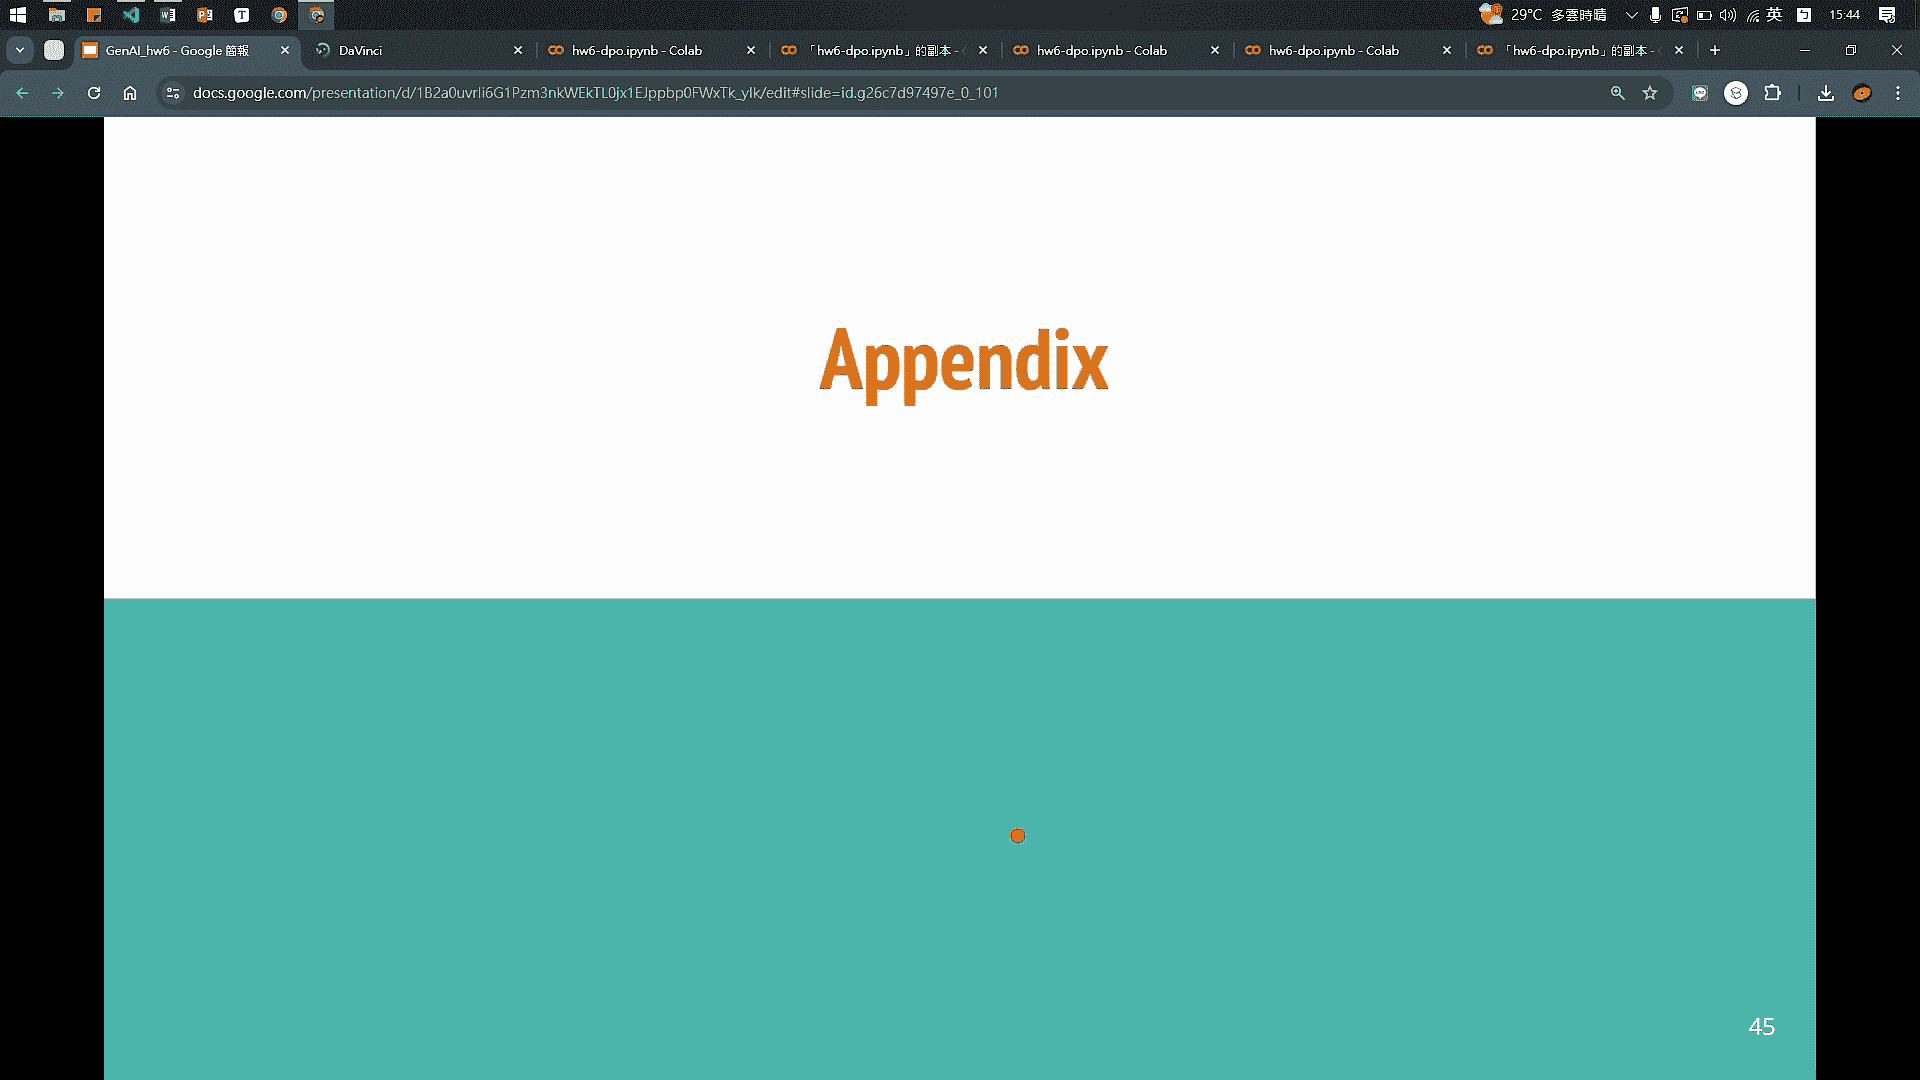 29°C 多雲時晴
英
15:44
GenAI_hw6 - Google 簡報
DaVinci
hw6-dpo.ipynb - Colab
「hw6-dpo.ipynb」的副本 -
hw6-dpo.ipynb - Colab
hw6-dpo.ipynb - Colab
「hw6-dpo.ipynb」的副本 -
docs.google.com/presentation/d/1B2a0uvrli6G1Pzm3nkWEkTL0jx1EJppbp0FWxTk_ylk/edit#slide=id.g26c7d97497e_0_101
Appendix
45